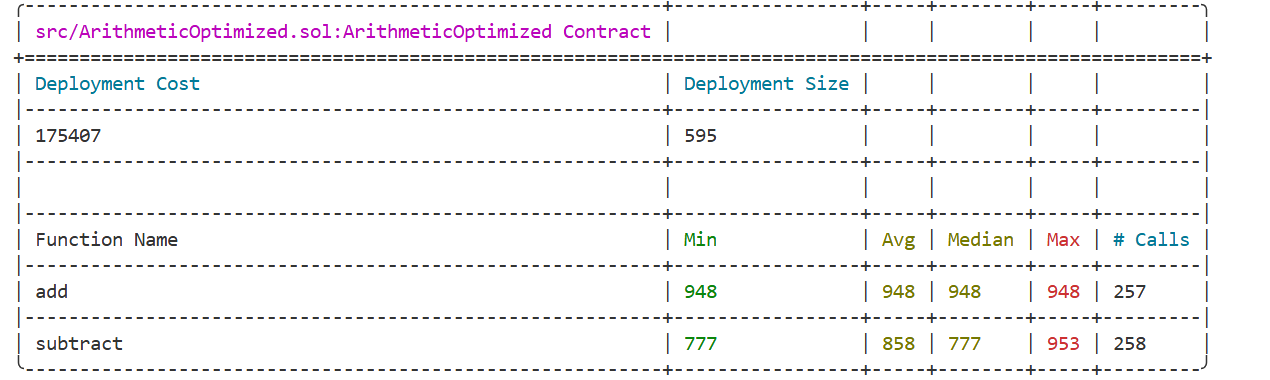 src/ArithmeticOptimized.sol:ArithmeticOptimized Contract
Deployment Cost | Deployment Size
175407 | 595
Function Name | Min | Avg | Median | Max | # Calls
add | 948 | 948 | 948 | 948 | 257
subtract | 777 | 858 | 777 | 953 | 258